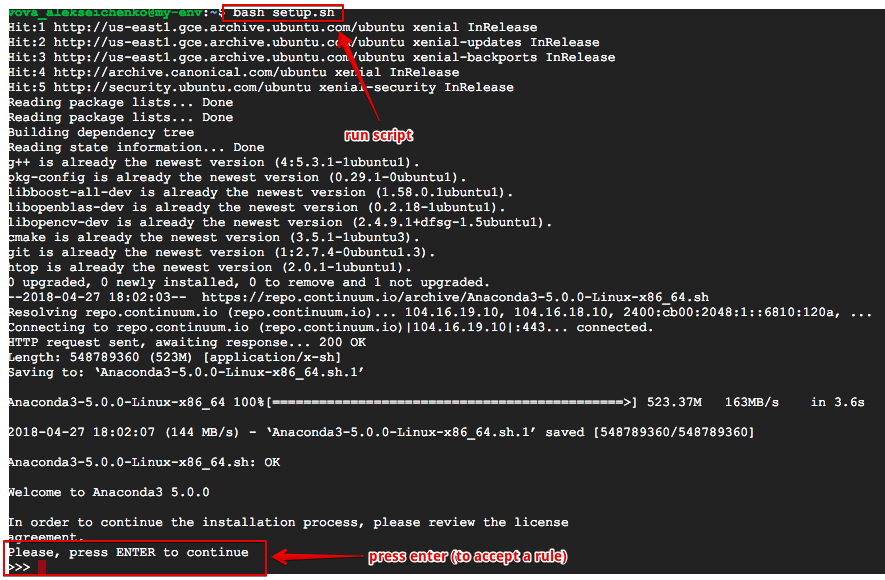 vova_alekseichenko@my-env:~$ bash setup.sh
Hit:1 http://us-east1.gce.archive.ubuntu.com/ubuntu xenial InRelease
Hit:2 http://us-east1.gce.archive.ubuntu.com/ubuntu xenial-updates InRelease
Hit:3 http://us-east1.gce.archive.ubuntu.com/ubuntu xenial-backports InRelease
Hit:4 http://archive.canonical.com/ubuntu xenial InRelease
Hit:5 http://security.ubuntu.com/ubuntu xenial-security InRelease
Reading package lists... Done
Reading package lists... Done
Building dependency tree
run script
Reading state information... Done
g++ is already the newest version (4:5.3.1-1ubuntu1).
pkg-config is already the newest version (0.29.1-0ubuntu1).
libboost-all-dev is already the newest version (1.58.0.1ubuntu1).
libopenblas-dev is already the newest version (0.2.18-1ubuntu1).
libopencv-dev is already the newest version (2.4.9.1+dfsg-1.5ubuntu1).
cmake is already the newest version (3.5.1-1ubuntu3).
git is already the newest version (1:2.7.4-0ubuntu1.3).
htop is already the newest version (2.0.1-1ubuntu1).
0 upgraded, 0 newly installed, 0 to remove and 1 not upgraded.
--2018-04-27 18:02:03-- https://repo.continuum.io/archive/Anaconda3-5.0.0-Linux-x86_64.sh
Resolving repo.continuum.io (repo.continuum.io)... 104.16.19.10, 104.16.18.10, 2400:cb00:2048:1::6810:120a, ...
Connecting to repo.continuum.io (repo.continuum.io)|104.16.19.10|:443... connected.
HTTP request sent, awaiting response... 200 OK
Length: 548789360 (523M) [application/x-sh]
Saving to: ‘Anaconda3-5.0.0-Linux-x86_64.sh.1’
Anaconda3-5.0.0-Linux-x86_64 100%[==============================================>] 523.37M 163MB/s in 3.6s
2018-04-27 18:02:07 (144 MB/s) - ‘Anaconda3-5.0.0-Linux-x86_64.sh.1’ saved [548789360/548789360]
Anaconda3-5.0.0-Linux-x86_64.sh: OK
Welcome to Anaconda3 5.0.0
In order to continue the installation process, please review the license
agreement.
Please, press ENTER to continue
press enter (to accept a rule)
>>>